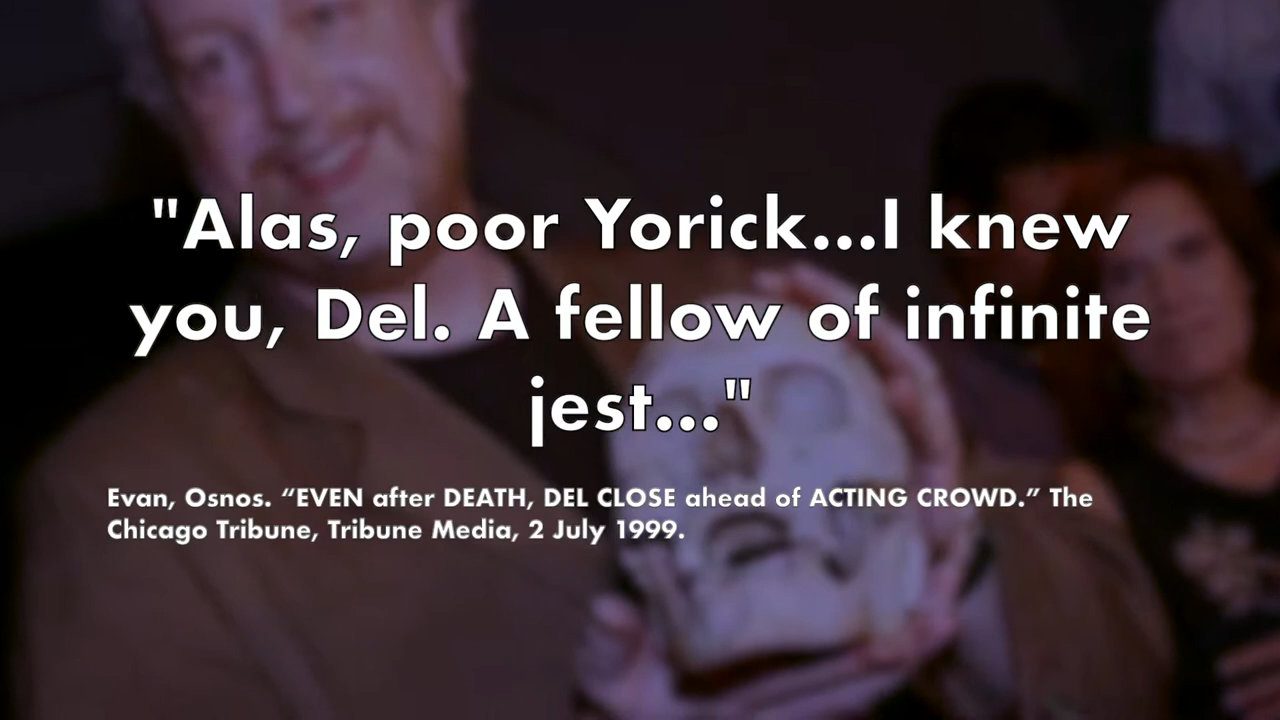 "Alas, poor Yorick...I knew
you, Del. A fellow of infinite
jest..."
Evan, Osnos. “EVEN after DEATH, DEL CLOSE ahead of ACTING CROWD.” The
Chicago Tribune, Tribune Media, 2 July 1999.